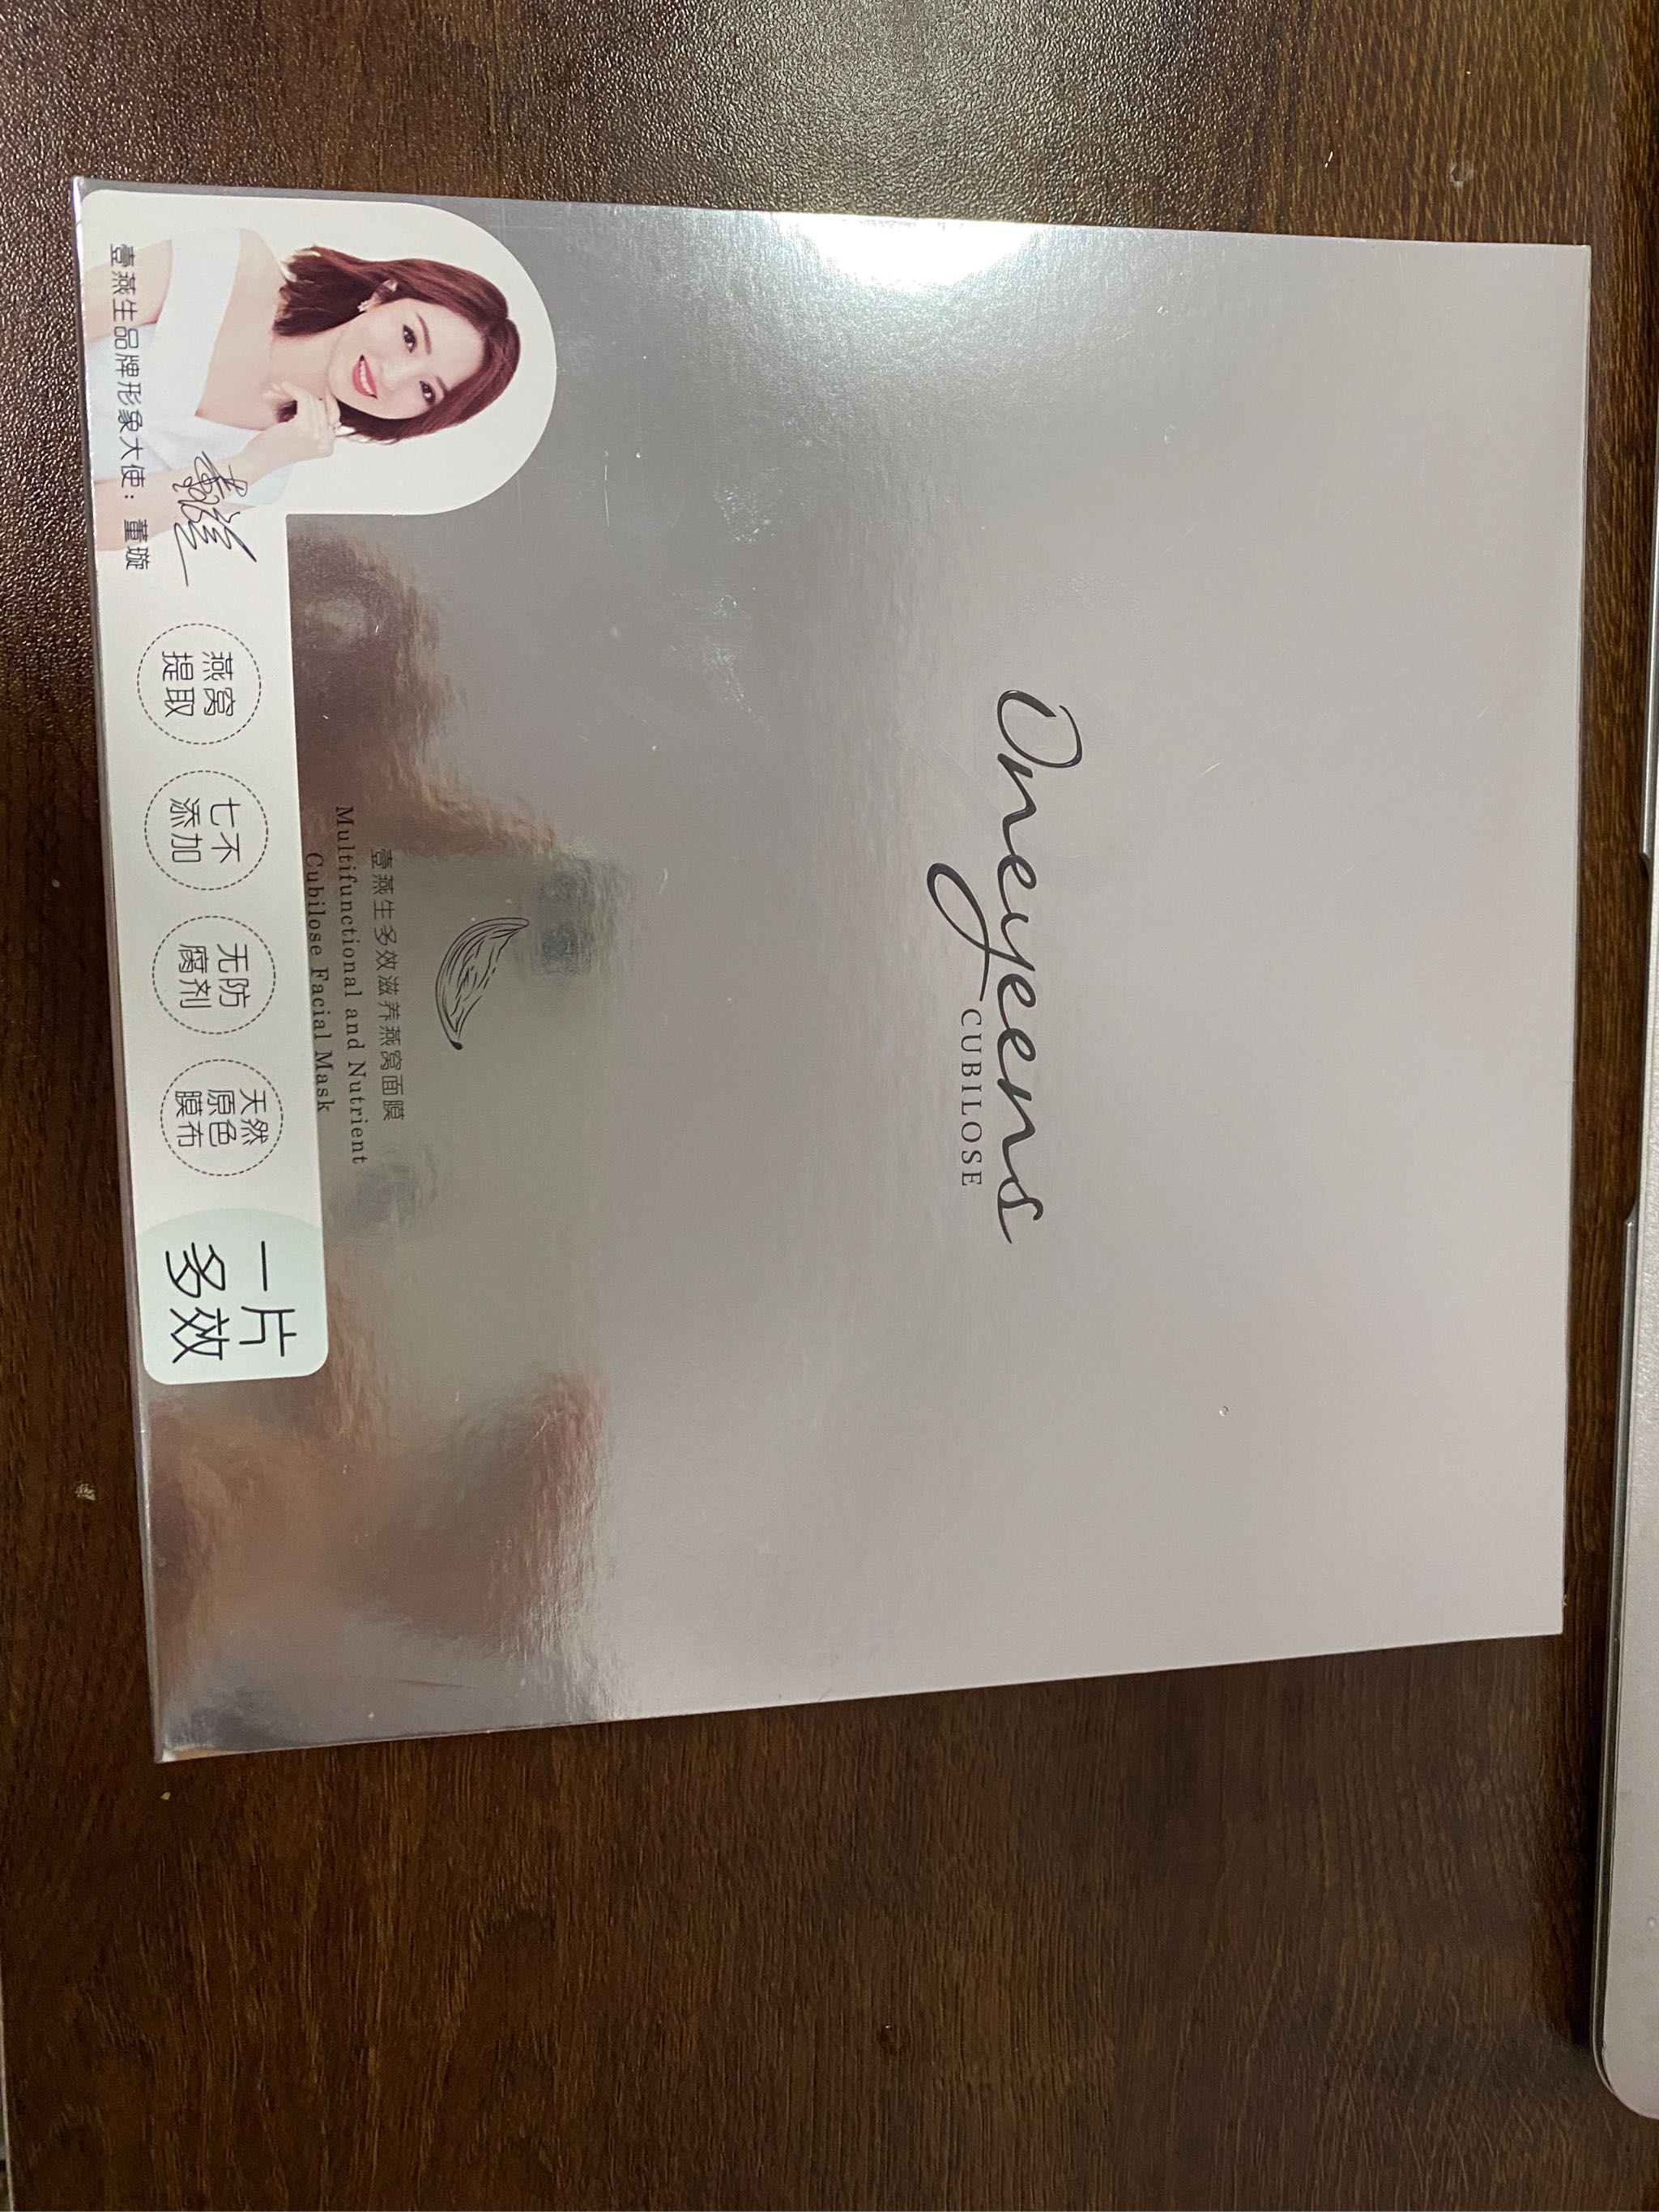 Oneyeens
CUBILOSE
壹燕生多效滋养燕窝面膜
Multifunctional and Nutrient
Cubilose Facial Mask
董璇
壹燕生品牌形象大使：董璇
燕窝
提取
七不
添加
无防
腐剂
天然
原色
膜布
一片
多效